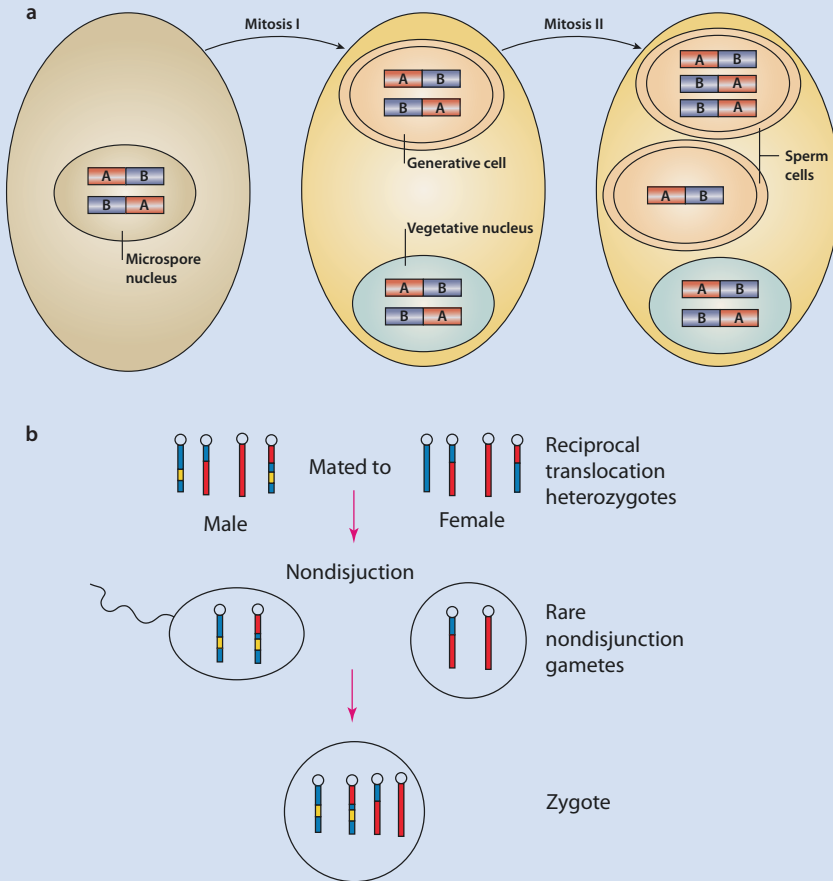 a
Mitosis I
Mitosis II
A B
B A
Microspore
nucleus
A B
B A
Generative cell
Vegetative nucleus
A B
B A
A B
B A
B A
Sperm
cells
A B
A B
B A
b
Mated to
Male
Female
Reciprocal
translocation
heterozygotes
Nondisjuction
Rare
nondisjunction
gametes
Zygote